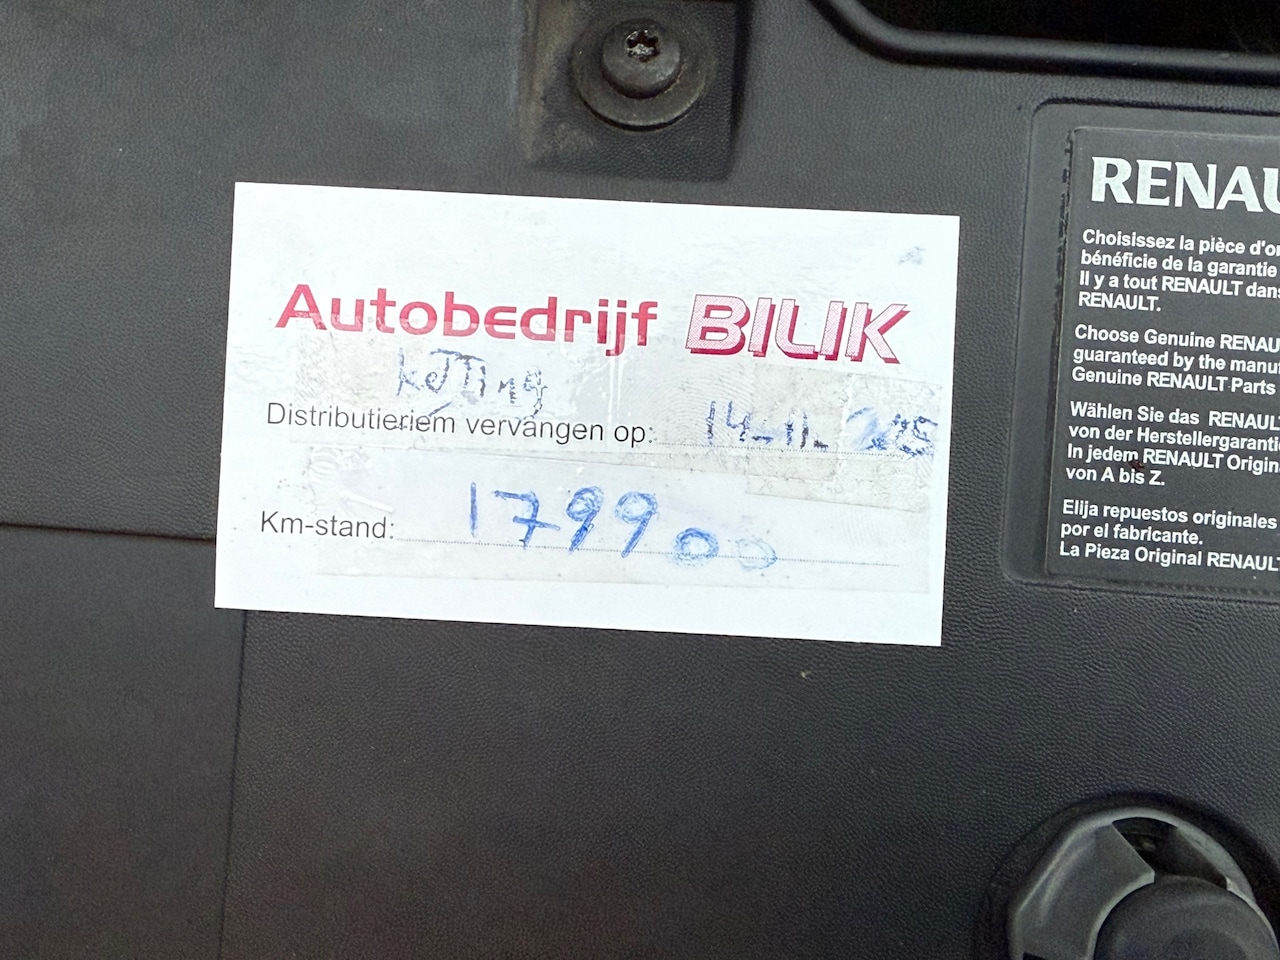 Autobedrijf BILIK
ketting
Distributieriem vervangen op: 14-11-
Km-stand: 179900
RENAU
Choisissez la pièce d'or
bénéficie de la garantie
Il y a tout RENAULT dans
RENAULT.
Choose Genuine RENAU
guaranteed by the manuf
Genuine RENAULT Parts
Wählen Sie das RENAULT
von der Herstellergarantie
In jedem RENAULT Origin
von A bis Z.
Elija repuestos originales
por el fabricante.
La Pieza Original RENAULT